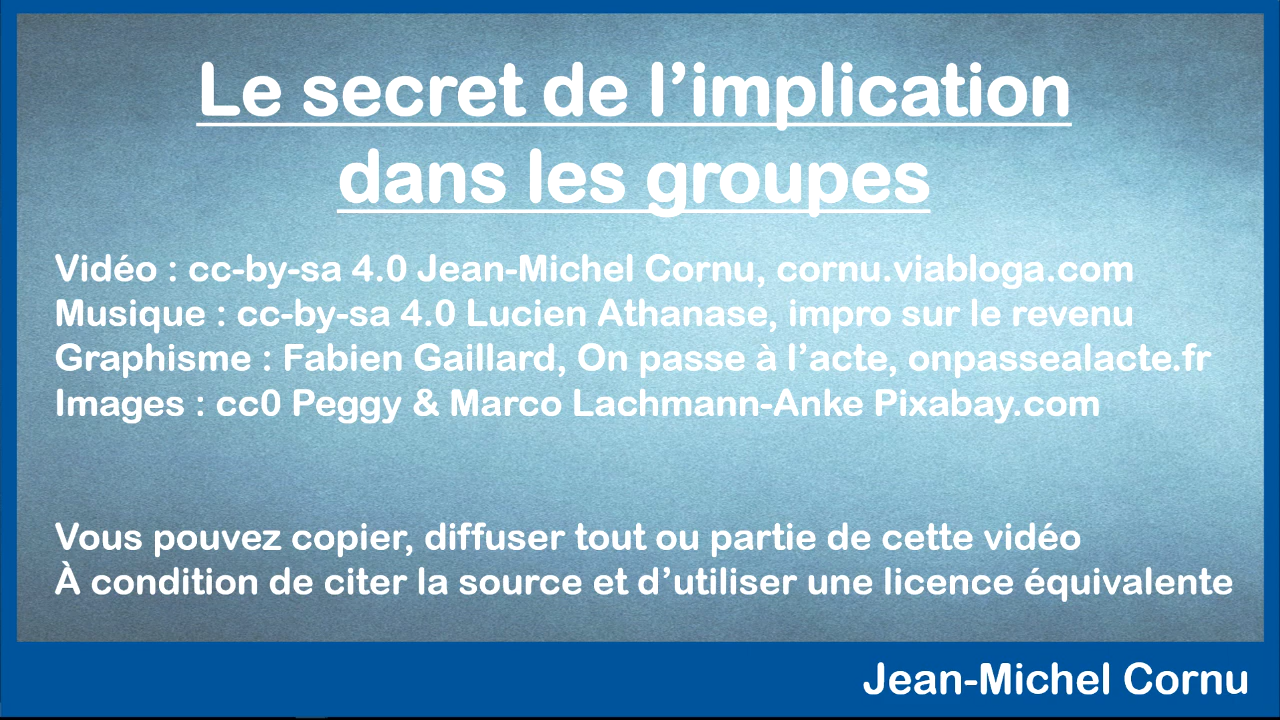 Le secret de l’implication
dans les groupes
Vidéo : cc-by-sa 4.0 Jean-Michel Cornu, cornu.viabloga.com
Musique : cc-by-sa 4.0 Lucien Athanase, impro sur le revenu
Graphisme : Fabien Gaillard, On passe à l’acte, onpassealacte.fr
Images : cc0 Peggy & Marco Lachmann-Anke Pixabay.com
Vous pouvez copier, diffuser tout ou partie de cette vidéo
À condition de citer la source et d’utiliser une licence équivalente
Jean-Michel Cornu